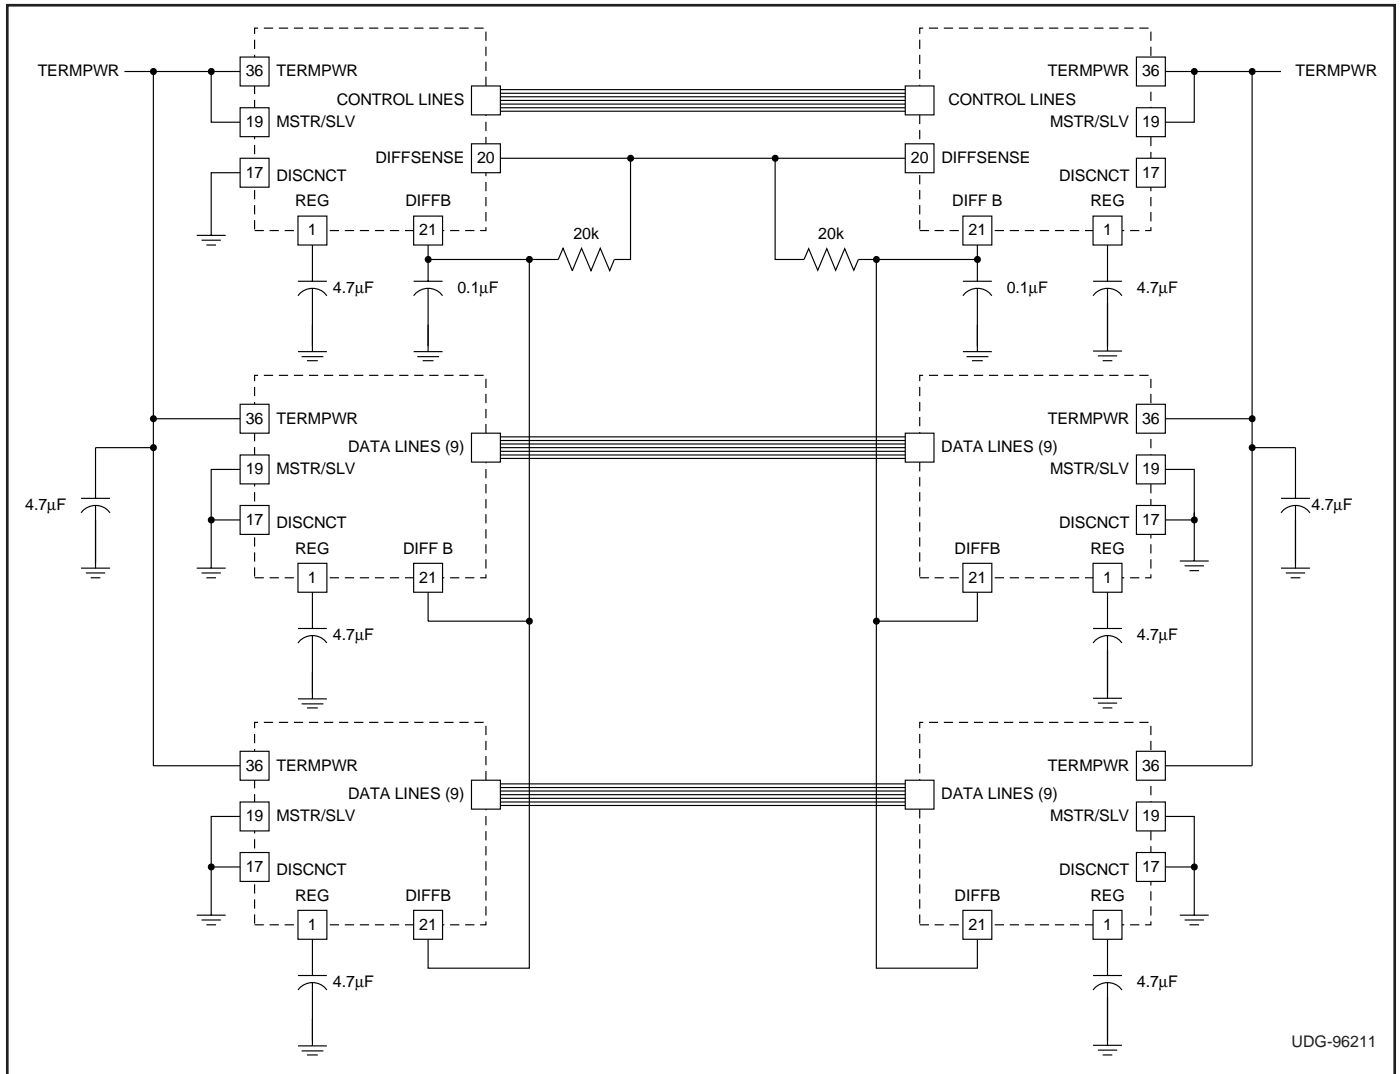 TERMPWR
36 TERMPWR
CONTROL LINES
19 MSTR/SLV
DIFFSENSE 20
17 DISCNCT
REG
DIFFB
1
21
4.7µF
0.1µF
20k
20k
CONTROL LINES
TERMPWR 36
TERMPWR
MSTR/SLV 19
20 DIFFSENSE
DISCNCT 17
DIFF B
REG
21
1
0.1µF
4.7µF
36 TERMPWR
DATA LINES (9)
19 MSTR/SLV
17 DISCNCT
4.7µF
REG
DIFF B
1
21
4.7µF
TERMPWR 36
DATA LINES (9)
MSTR/SLV 19
DISCNCT 17
4.7µF
DIFFB
REG
21
1
4.7µF
36 TERMPWR
DATA LINES (9)
19 MSTR/SLV
17 DISCNCT
REG
DIFFB
1
21
4.7µF
TERMPWR 36
DATA LINES (9)
MSTR/SLV 19
DISCNCT 17
DIFFB
REG
21
1
4.7µF
UDG-96211